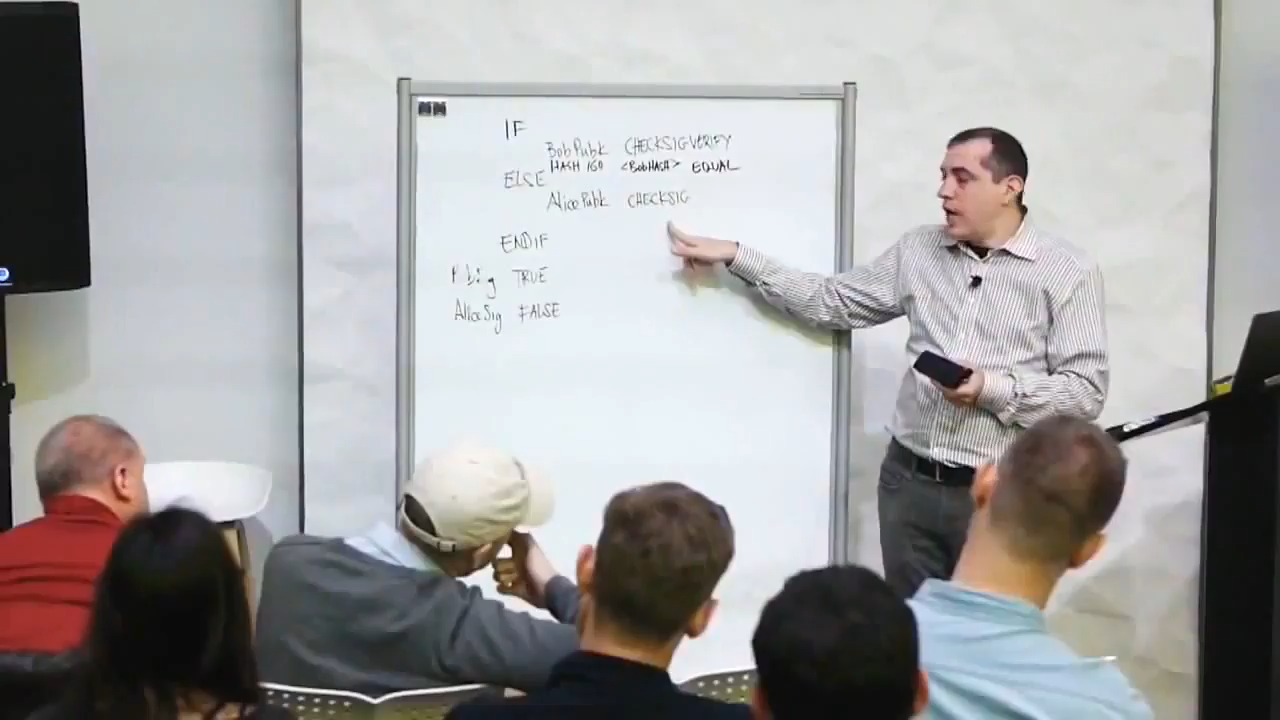 IF
BobPubk CHECKSIGVERIFY
HASH 160 <BobHASH> EQUAL
ELSE
AlicePubk CHECKSIG
ENDIF
TRUE
AliceSig FALSE